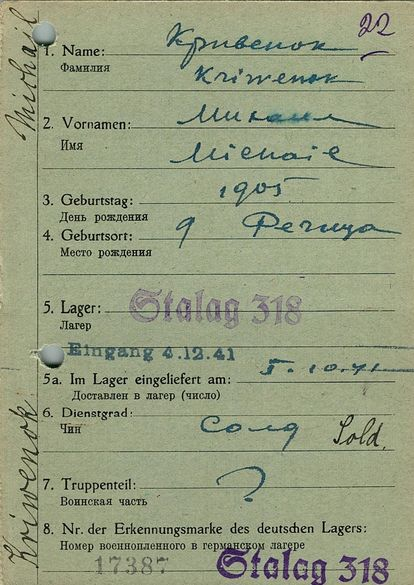 22
Michail
1. Name: Кривенок
Фамилия Kriwenok
2. Vornamen: Михаил
Имя Michail
3. Geburtstag: 1905
День рождения
4. Geburtsort: Речица
Место рождения
5. Lager: Stalag 318
Лагер
Eingang 4.12.41
5a. Im Lager eingeliefert am: I. 10.41
Доставлен в лагер (число)
6. Dienstgrad: Солд Sold.
Чин
7. Truppenteil: ?
Воинская часть
8. Nr. der Erkennungsmarke des deutschen Lagers:
Номер военнопленного в германском лагере
17387 Stalag 318
Kriwenok